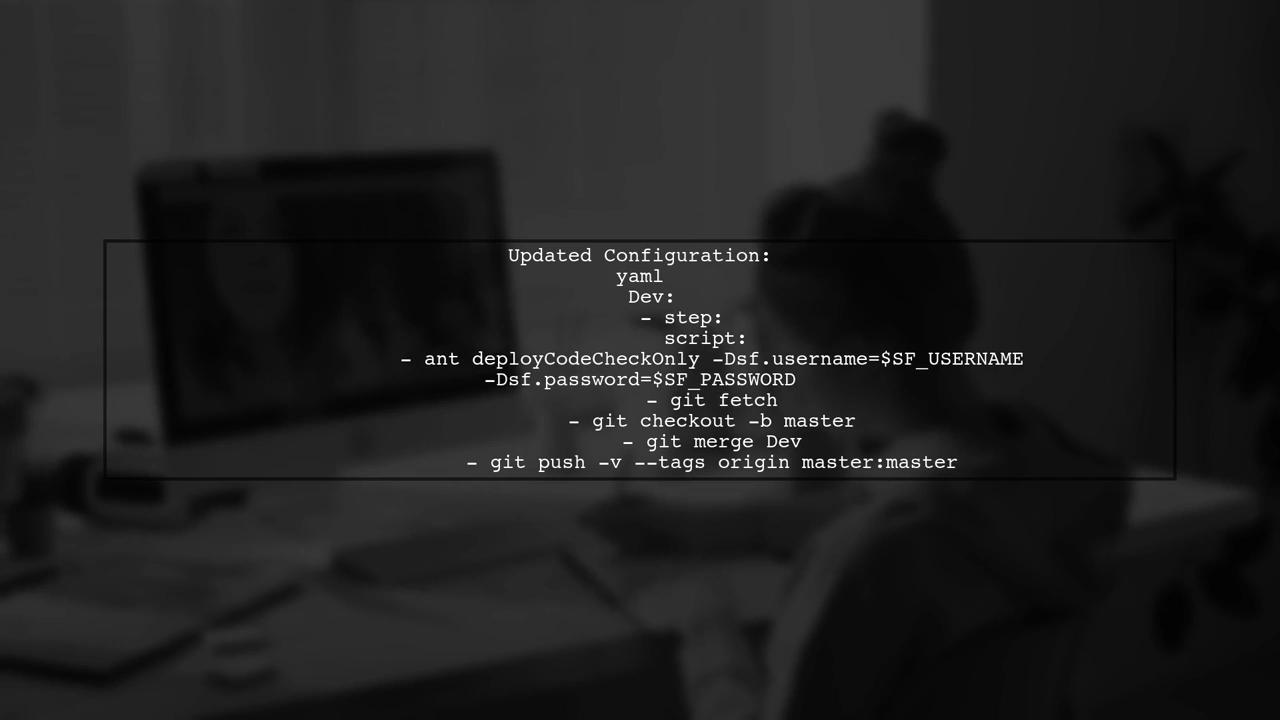 Updated Configuration:
yaml
Dev:
- step:
script:
- ant deployCodeCheckOnly -Dsf.username=$SF_USERNAME
-Dsf.password=$SF_PASSWORD
- git fetch
- git checkout -b master
- git merge Dev
- git push -v --tags origin master:master